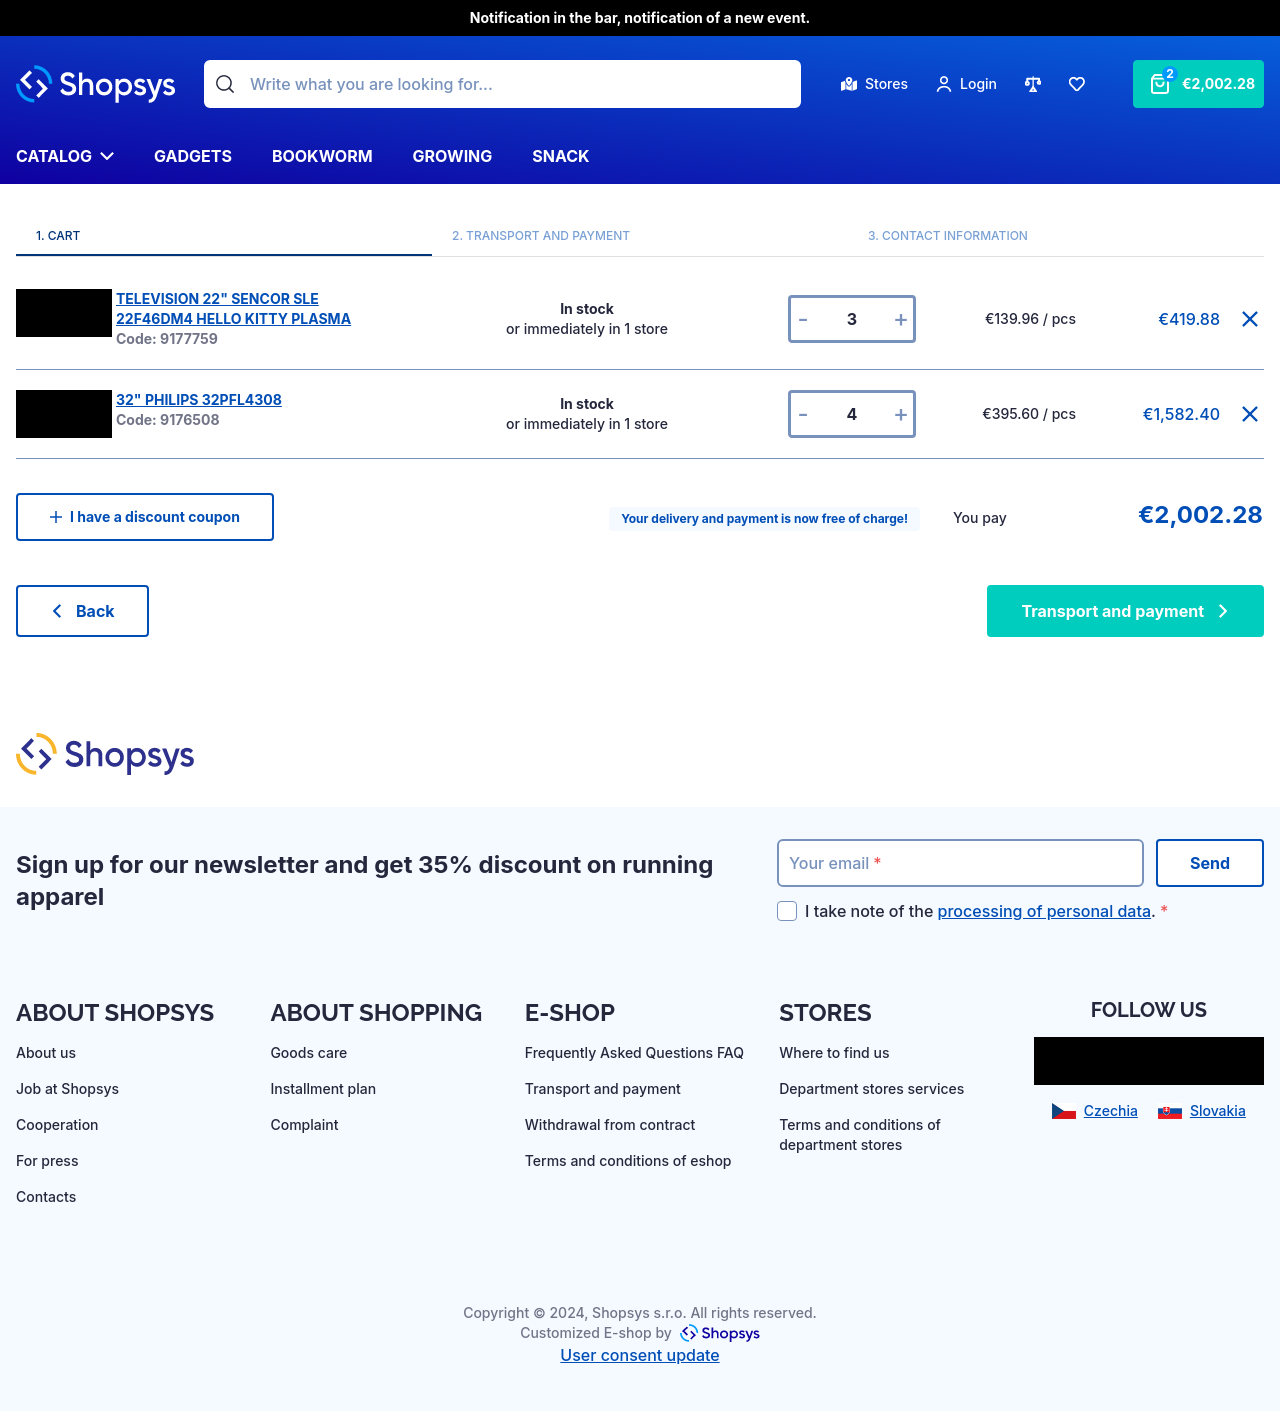 Notification in the bar, notification of a new event.
Shopsys
Write what you are looking for...
Stores
Login
2
€2,002.28
CATALOG
GADGETS
BOOKWORM
GROWING
SNACK
1. CART
2. TRANSPORT AND PAYMENT
3. CONTACT INFORMATION
TELEVISION 22" SENCOR SLE
22F46DM4 HELLO KITTY PLASMA
Code: 9177759
In stock
or immediately in 1 store
- 3 +
€139.96 / pcs
€419.88
32" PHILIPS 32PFL4308
Code: 9176508
In stock
or immediately in 1 store
- 4 +
€395.60 / pcs
€1,582.40
I have a discount coupon
Your delivery and payment is now free of charge!
You pay
€2,002.28
Back
Transport and payment
Shopsys
Sign up for our newsletter and get 35% discount on running
apparel
Your email *
Send
I take note of the processing of personal data. *
ABOUT SHOPSYS
About us
Job at Shopsys
Cooperation
For press
Contacts
ABOUT SHOPPING
Goods care
Installment plan
Complaint
E-SHOP
Frequently Asked Questions FAQ
Transport and payment
Withdrawal from contract
Terms and conditions of eshop
STORES
Where to find us
Department stores services
Terms and conditions of
department stores
FOLLOW US
Czechia
Slovakia
Copyright © 2024, Shopsys s.r.o. All rights reserved.
Customized E-shop by Shopsys
User consent update